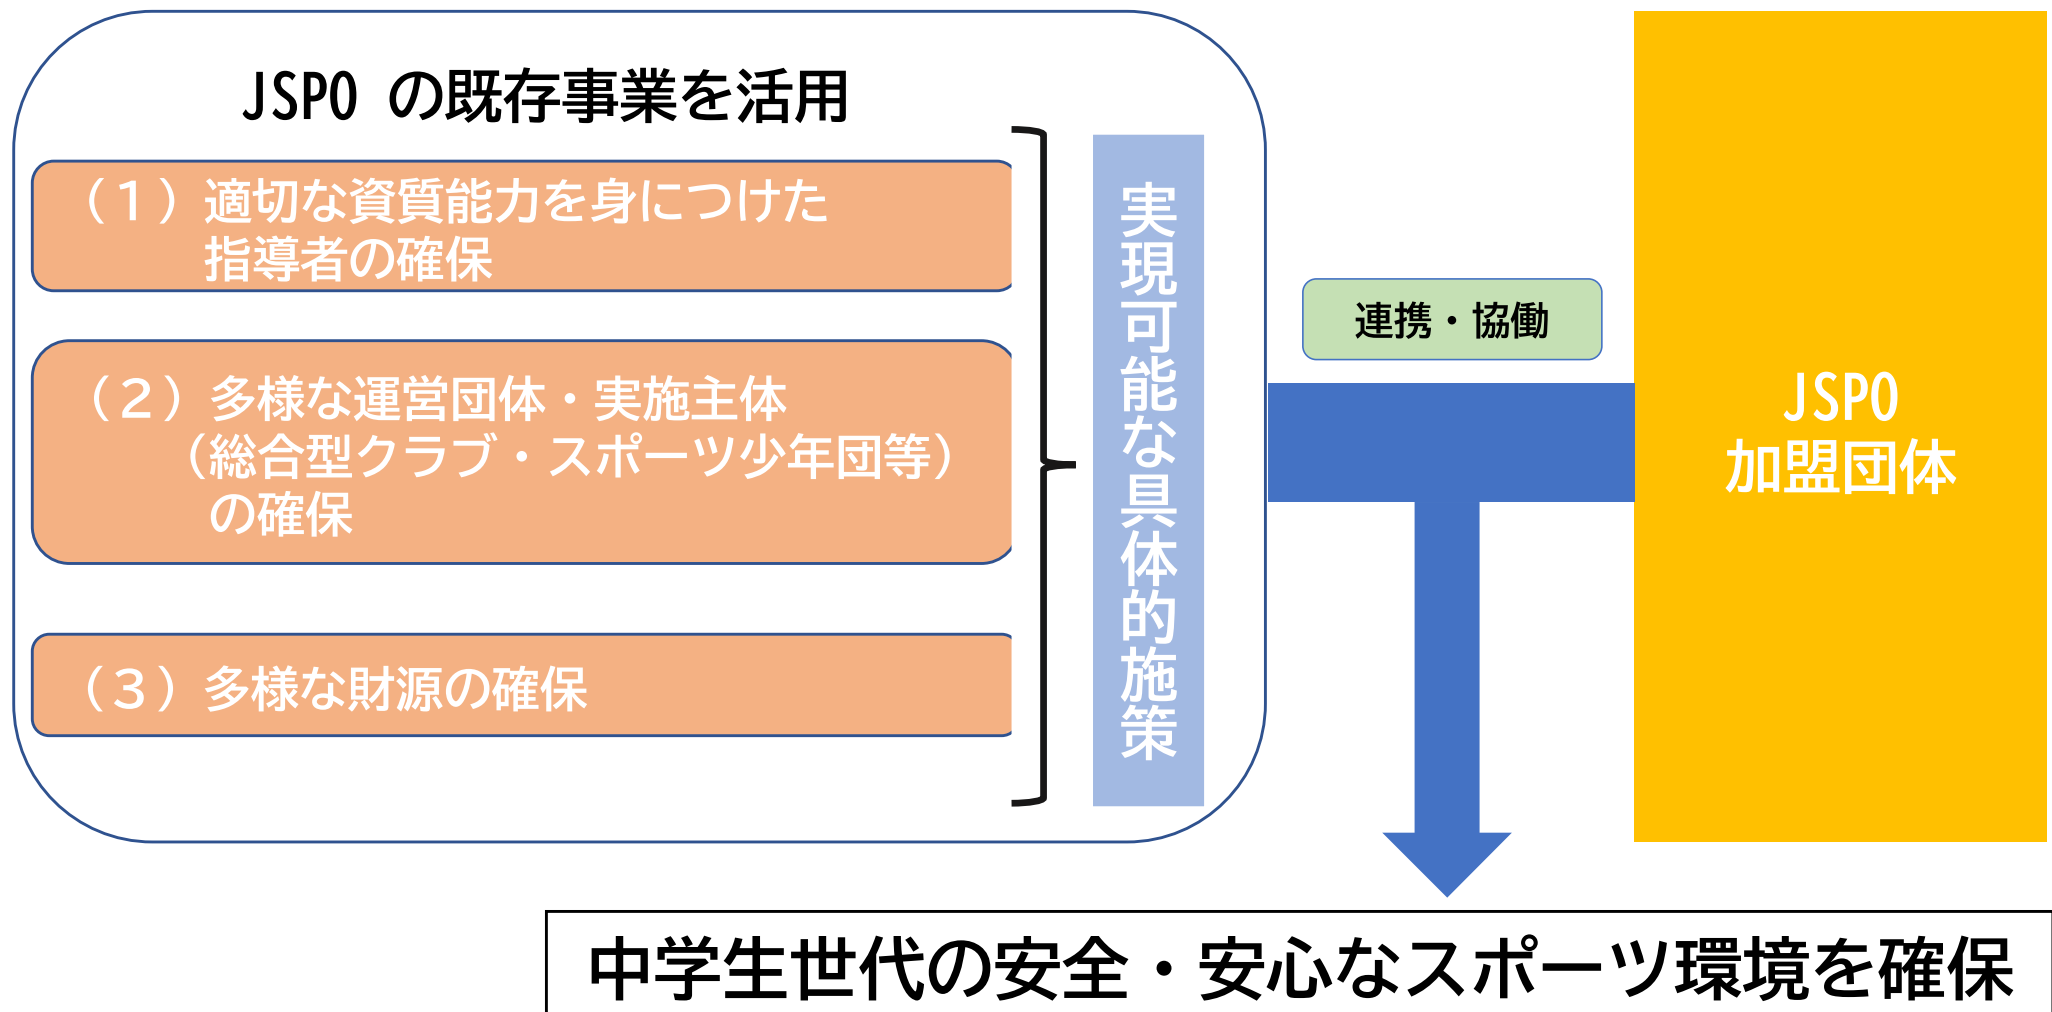 JSPO の既存事業を活用
（１）適切な資質能力を身につけた
指導者の確保
（２）多様な運営団体・実施主体
（総合型クラブ・スポーツ少年団等）
の確保
（３）多様な財源の確保
実現可能な具体的施策
連携・協働
JSPO
加盟団体
中学生世代の安全・安心なスポーツ環境を確保